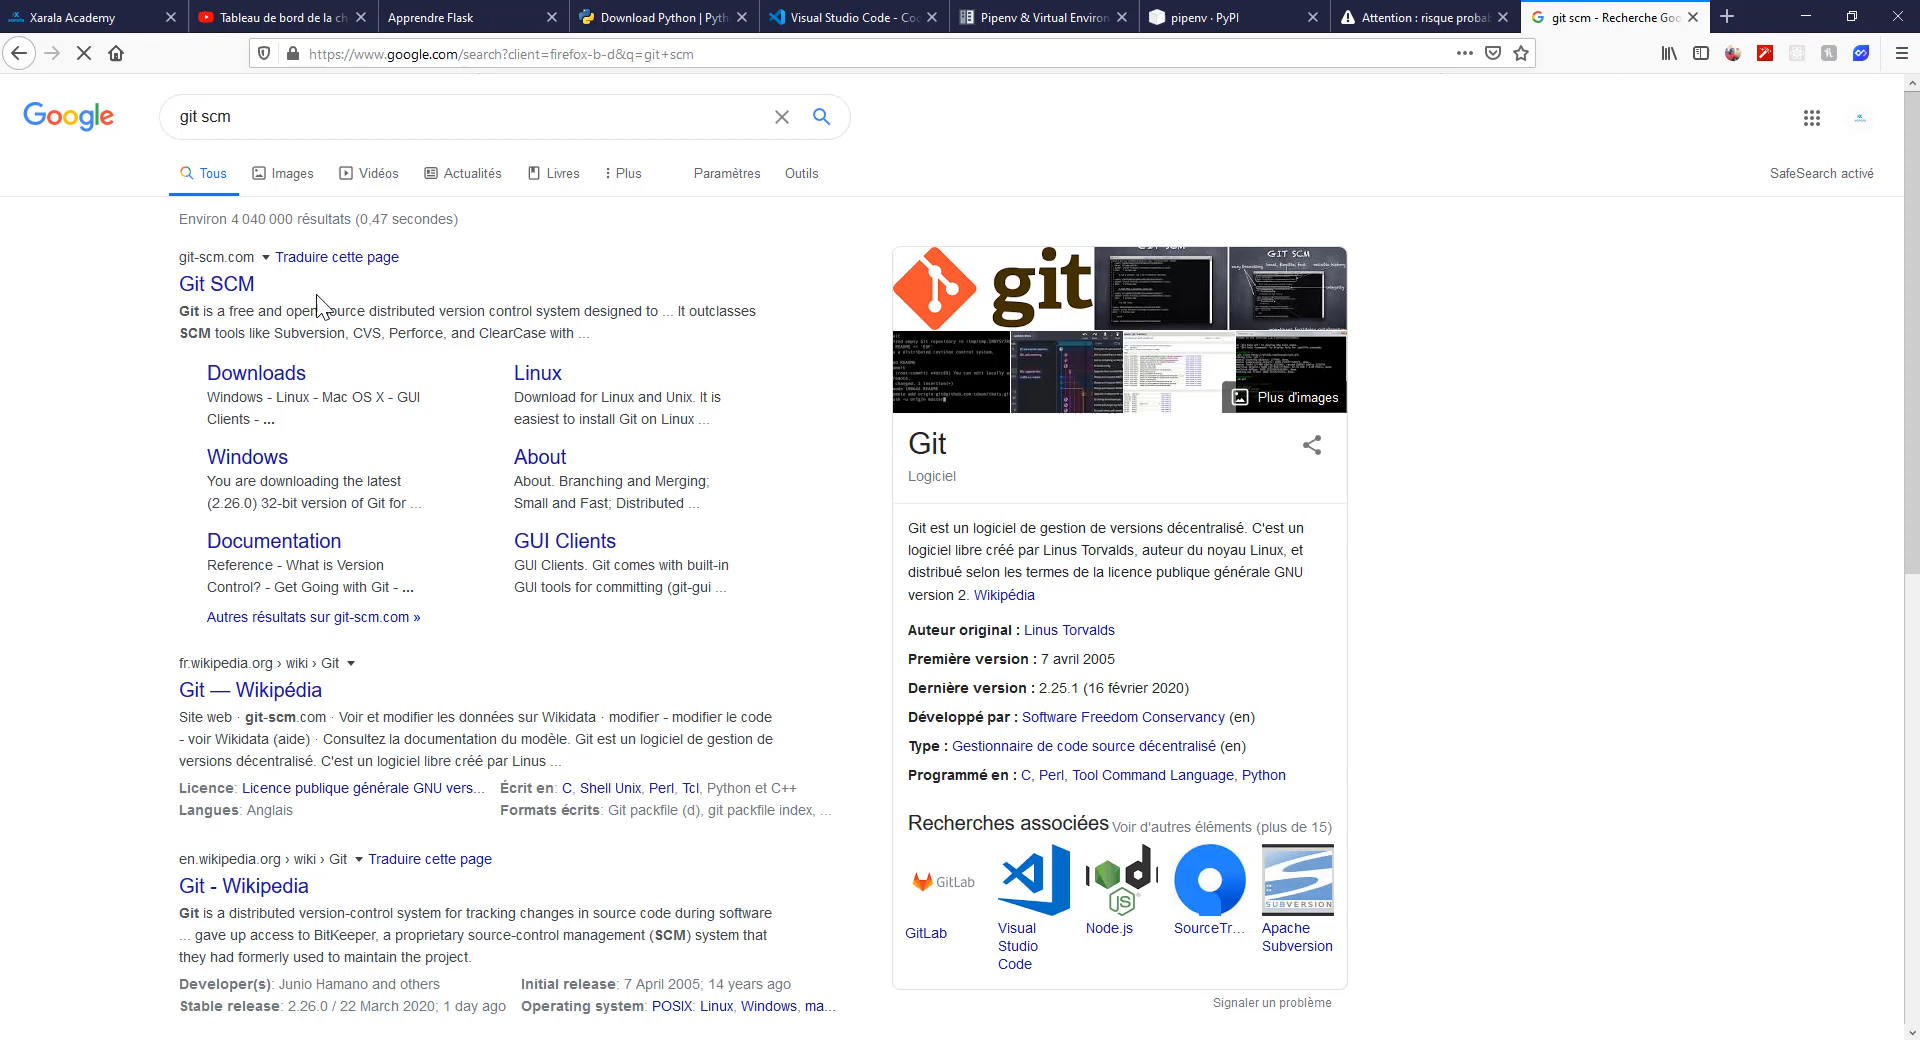 Xarala Academy
Tableau de bord de la ch
Apprendre Flask
Download Python | Pyth
Visual Studio Code - Co
Pipenv & Virtual Environ
pipenv · PyPI
Attention : risque proba
git scm - Recherche Goo
https://www.google.com/search?client=firefox-b-d&q=git+scm
Google
git scm
Tous
Images
Vidéos
Actualités
Livres
Plus
Paramètres
Outils
SafeSearch activé
Environ 4 040 000 résultats (0,47 secondes)
git-scm.com Traduire cette page
Git SCM
Git is a free and open source distributed version control system designed to ... It outclasses
SCM tools like Subversion, CVS, Perforce, and ClearCase with ...
Downloads
Windows - Linux - Mac OS X - GUI
Clients - ...
Linux
Download for Linux and Unix. It is
easiest to install Git on Linux ...
Windows
You are downloading the latest
(2.26.0) 32-bit version of Git for ...
About
About. Branching and Merging;
Small and Fast; Distributed ...
Documentation
Reference - What is Version
Control? - Get Going with Git - ...
GUI Clients
GUI Clients. Git comes with built-in
GUI tools for committing (git-gui ...
Autres résultats sur git-scm.com »
fr.wikipedia.org › wiki › Git
Git — Wikipédia
Site web · git-scm.com · Voir et modifier les données sur Wikidata · modifier - modifier le code
- voir Wikidata (aide) · Consultez la documentation du modèle. Git est un logiciel de gestion de
versions décentralisé. C'est un logiciel libre créé par Linus ...
Licence: Licence publique générale GNU vers...
Écrit en: C, Shell Unix, Perl, Tcl, Python et C++
Langues: Anglais
Formats écrits: Git packfile (d), git packfile index, ...
en.wikipedia.org › wiki › Git Traduire cette page
Git - Wikipedia
Git is a distributed version-control system for tracking changes in source code during software
... gave up access to BitKeeper, a proprietary source-control management (SCM) system that
they had formerly used to maintain the project.
Developer(s): Junio Hamano and others
Initial release: 7 April 2005; 14 years ago
Stable release: 2.26.0 / 22 March 2020; 1 day ago
Operating system: POSIX: Linux, Windows, ma...
git
GIT SCM
Plus d'images
Git
Logiciel
Git est un logiciel de gestion de versions décentralisé. C'est un
logiciel libre créé par Linus Torvalds, auteur du noyau Linux, et
distribué selon les termes de la licence publique générale GNU
version 2. Wikipédia
Auteur original : Linus Torvalds
Première version : 7 avril 2005
Dernière version : 2.25.1 (16 février 2020)
Développé par : Software Freedom Conservancy (en)
Type : Gestionnaire de code source décentralisé (en)
Programmé en : C, Perl, Tool Command Language, Python
Recherches associées
Voir d'autres éléments (plus de 15)
GitLab
SUBVERSION
GitLab
Visual
Studio
Code
Node.js
SourceTr...
Apache
Subversion
Signaler un problème